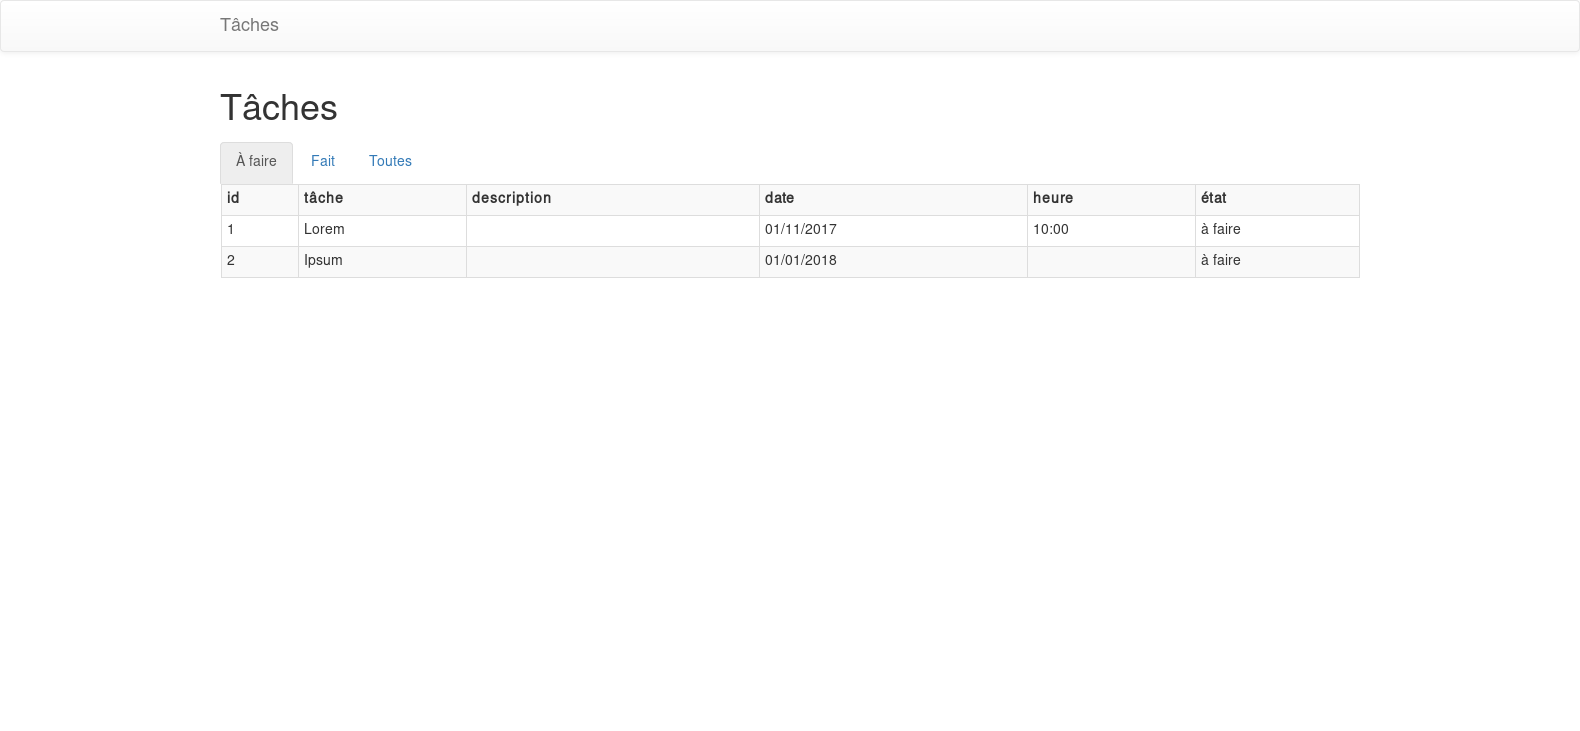 Tâches
Tâches
À faire Fait Toutes
id tâche description date heure état
1 Lorem 01/11/2017 10:00 à faire
2 Ipsum 01/01/2018 à faire